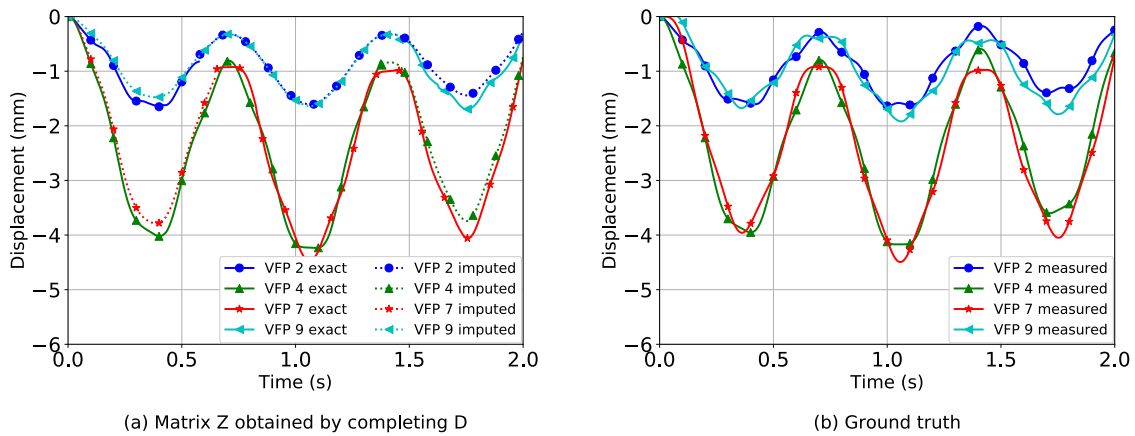 0
−1
−2
−3
−4
−5
−6
Displacement (mm)
0.0 0.5 1.0 1.5 2.0
Time (s)
VFP 2 exact VFP 2 imputed
VFP 4 exact VFP 4 imputed
VFP 7 exact VFP 7 imputed
VFP 9 exact VFP 9 imputed
(a) Matrix Z obtained by completing D
0
−1
−2
−3
−4
−5
−6
Displacement (mm)
0.0 0.5 1.0 1.5 2.0
Time (s)
VFP 2 measured
VFP 4 measured
VFP 7 measured
VFP 9 measured
(b) Ground truth